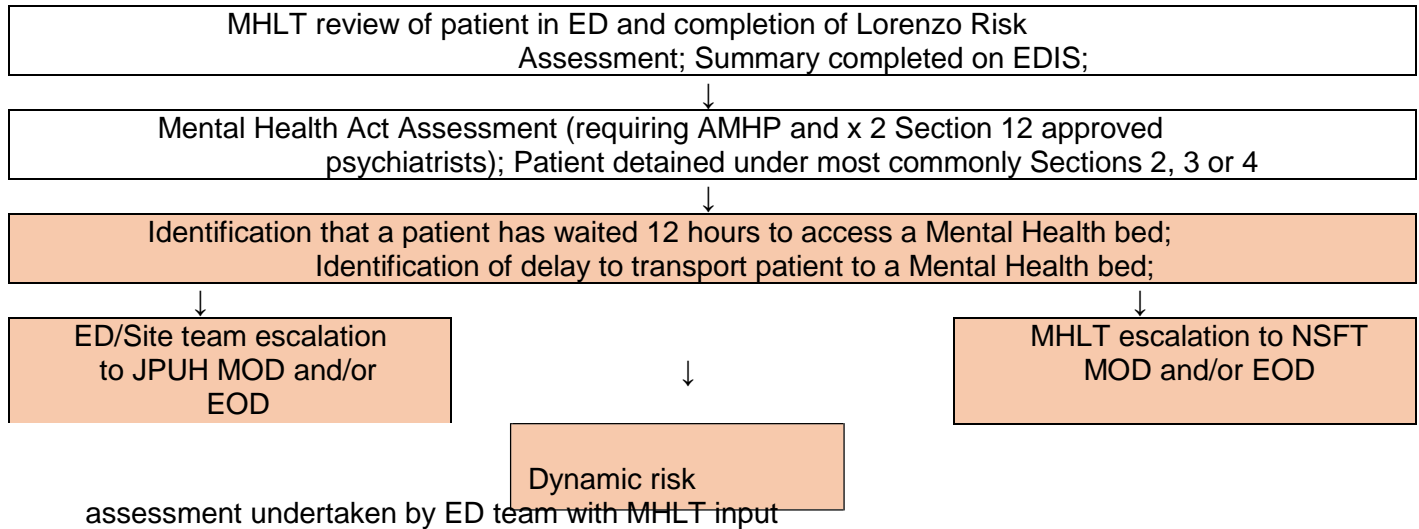 MHLT review of patient in ED and completion of Lorenzo Risk
Assessment; Summary completed on EDIS;
↓
Mental Health Act Assessment (requiring AMHP and x 2 Section 12 approved
psychiatrists); Patient detained under most commonly Sections 2, 3 or 4
↓
Identification that a patient has waited 12 hours to access a Mental Health bed;
Identification of delay to transport patient to a Mental Health bed;
↓
↓
ED/Site team escalation
to JPUH MOD and/or
EOD
↓
MHLT escalation to NSFT
MOD and/or EOD
Dynamic risk
assessment undertaken by ED team with MHLT input